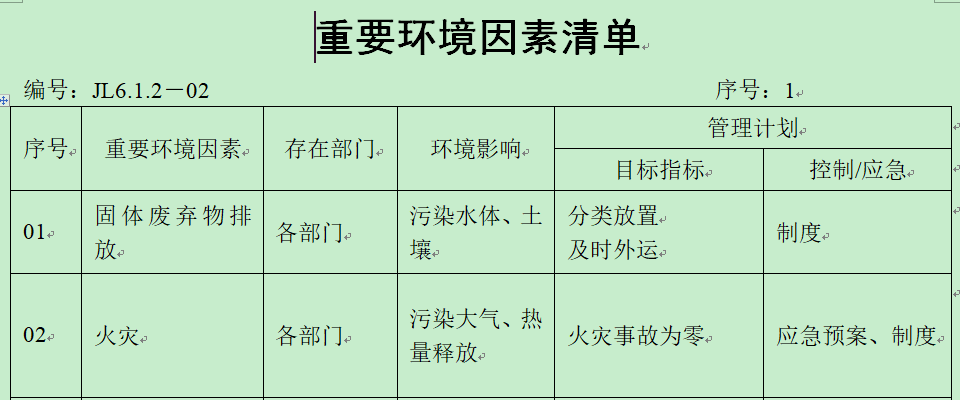 重要环境因素清单
编号：JL6.1.2－02 序号：1
序号 重要环境因素 存在部门 环境影响 管理计划
目标指标 控制/应急
01 固体废弃物排放 各部门 污染水体、土壤 分类放置 及时外运 制度
02 火灾 各部门 污染大气、热量释放 火灾事故为零 应急预案、制度